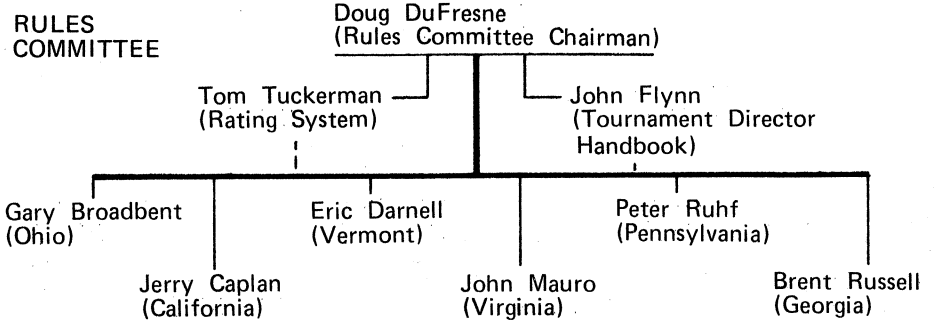 RULES
COMMITTEE
Doug DuFresne
(Rules Committee Chairman)
Tom Tuckerman
(Rating System)
John Flynn
(Tournament Director
Handbook)
Gary Broadbent
(Ohio)
Eric Darnell
(Vermont)
Peter Ruhf
(Pennsylvania)
Jerry Caplan
(California)
John Mauro
(Virginia)
Brent Russell
(Georgia)